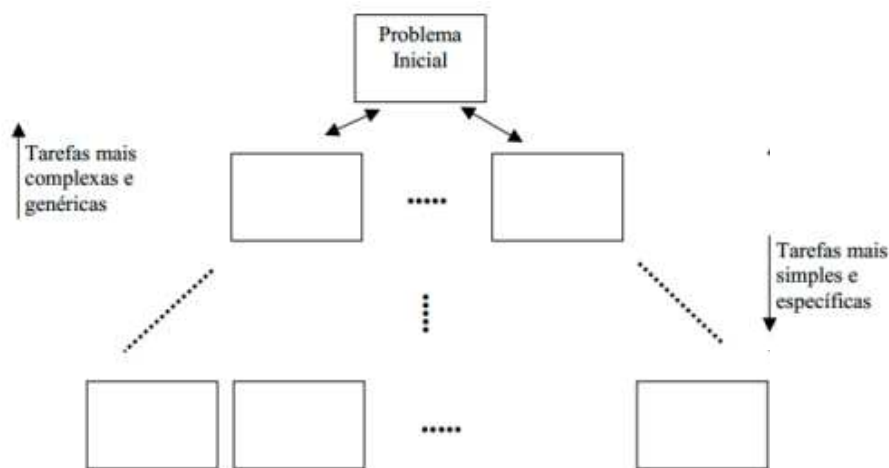 Problema
Inicial
Tarefas mais
complexas e
genéricas
Tarefas mais
simples e
específicas